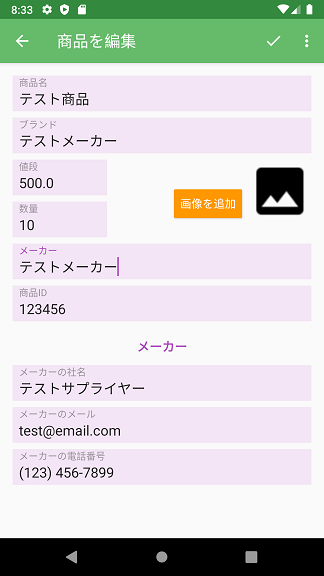 8:33
商品を編集
商品名
テスト商品
ブランド
テストメーカー
値段
500.0
数量
10
画像を追加
メーカー
テストメーカー
商品ID
123456
メーカー
メーカーの社名
テストサプライヤー
メーカーのメール
test@email.com
メーカーの電話番号
(123) 456-7899